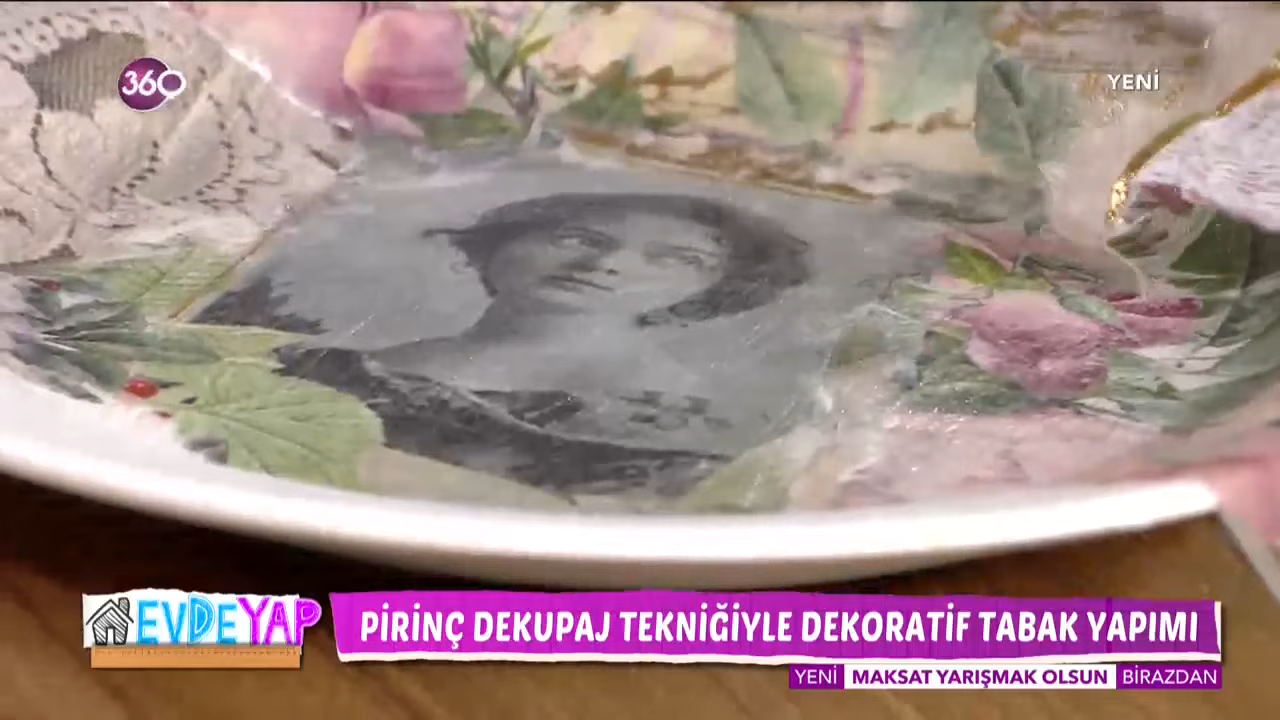 360
YENİ
EVDEYAP
PİRİNÇ DEKUPAJ TEKNİĞİYLE DEKORATİF TABAK YAPIMI
YENİ MAKSAT YARIŞMAK OLSUN BİRAZDAN